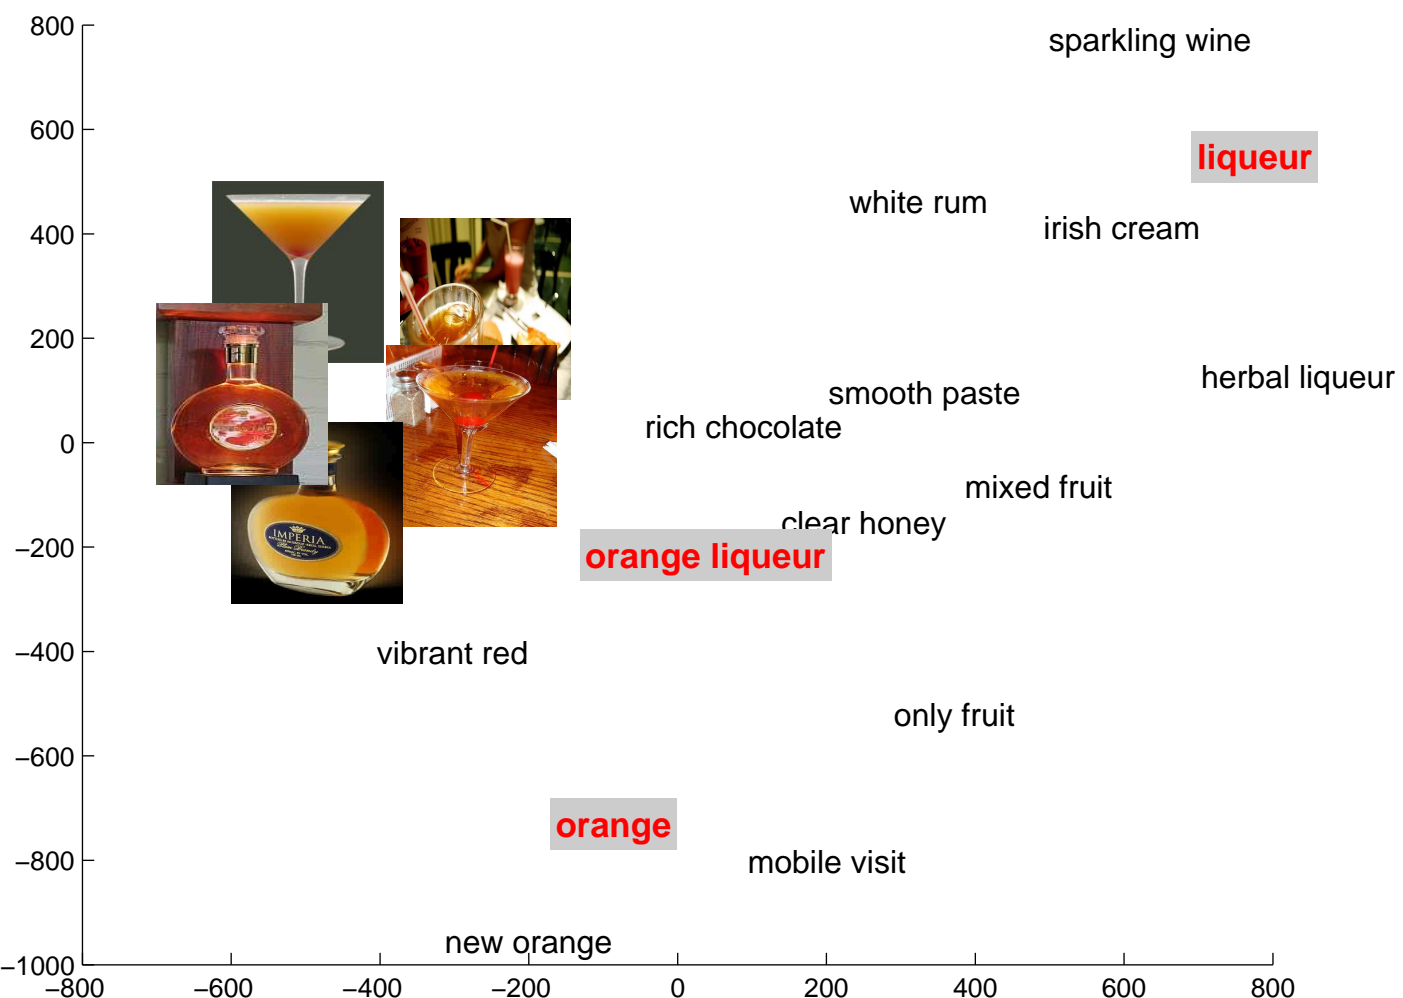 800
sparkling wine
600
liqueur
white rum
400
irish cream
200
herbal liqueur
smooth paste
0
rich chocolate
mixed fruit
clear honey
−200
IMPERIA
orange liqueur
−400
vibrant red
only fruit
−600
orange
−800
mobile visit
new orange
−1000
−800 −600 −400 −200 0 200 400 600 800